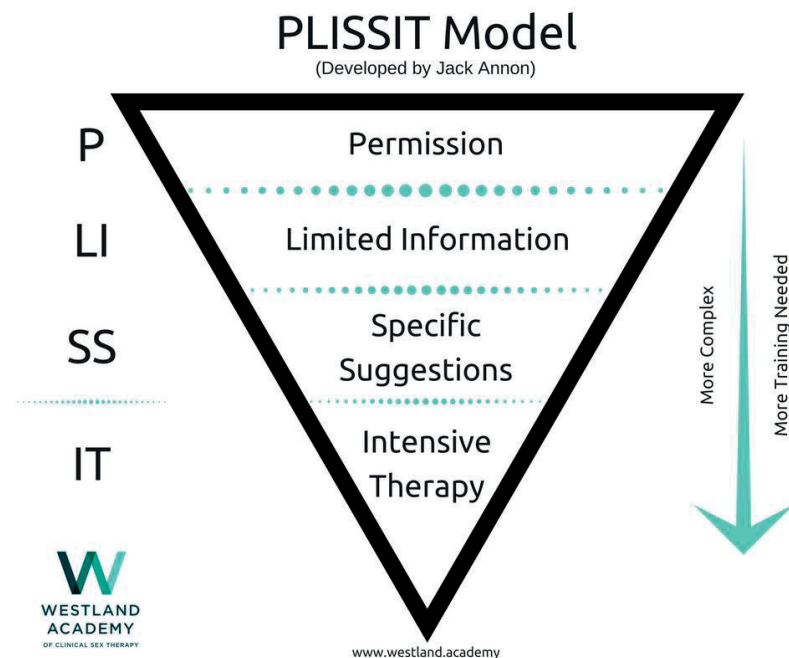 PLISSIT Model
(Developed by Jack Annon)
P
Permission
LI
Limited Information
SS
Specific
Suggestions
IT
Intensive
Therapy
More Complex
More Training Needed
W
WESTLAND
ACADEMY
OF CLINICAL SEX THERAPY
www.westland.academy